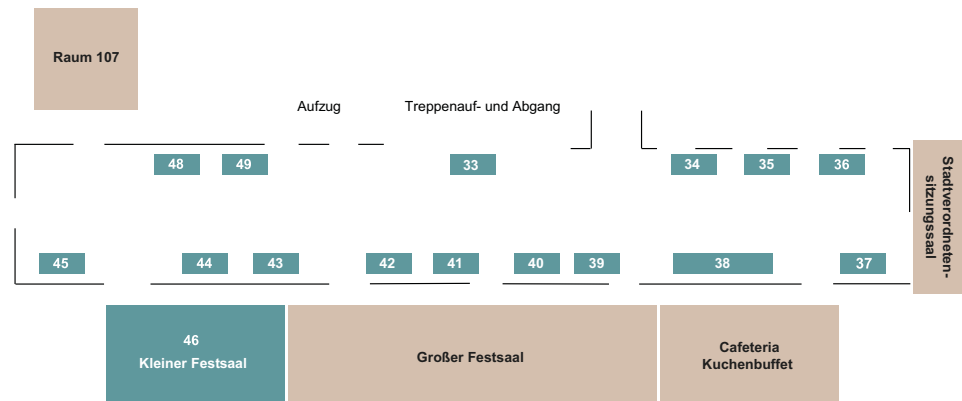 Raum 107
Aufzug
Treppenauf- und Abgang
48
49
33
34
35
36
Stadtverordneten-
sitzungssaal
45
44
43
42
41
40
39
38
37
46
Kleiner Festsaal
Großer Festsaal
Cafeteria
Kuchenbuffet